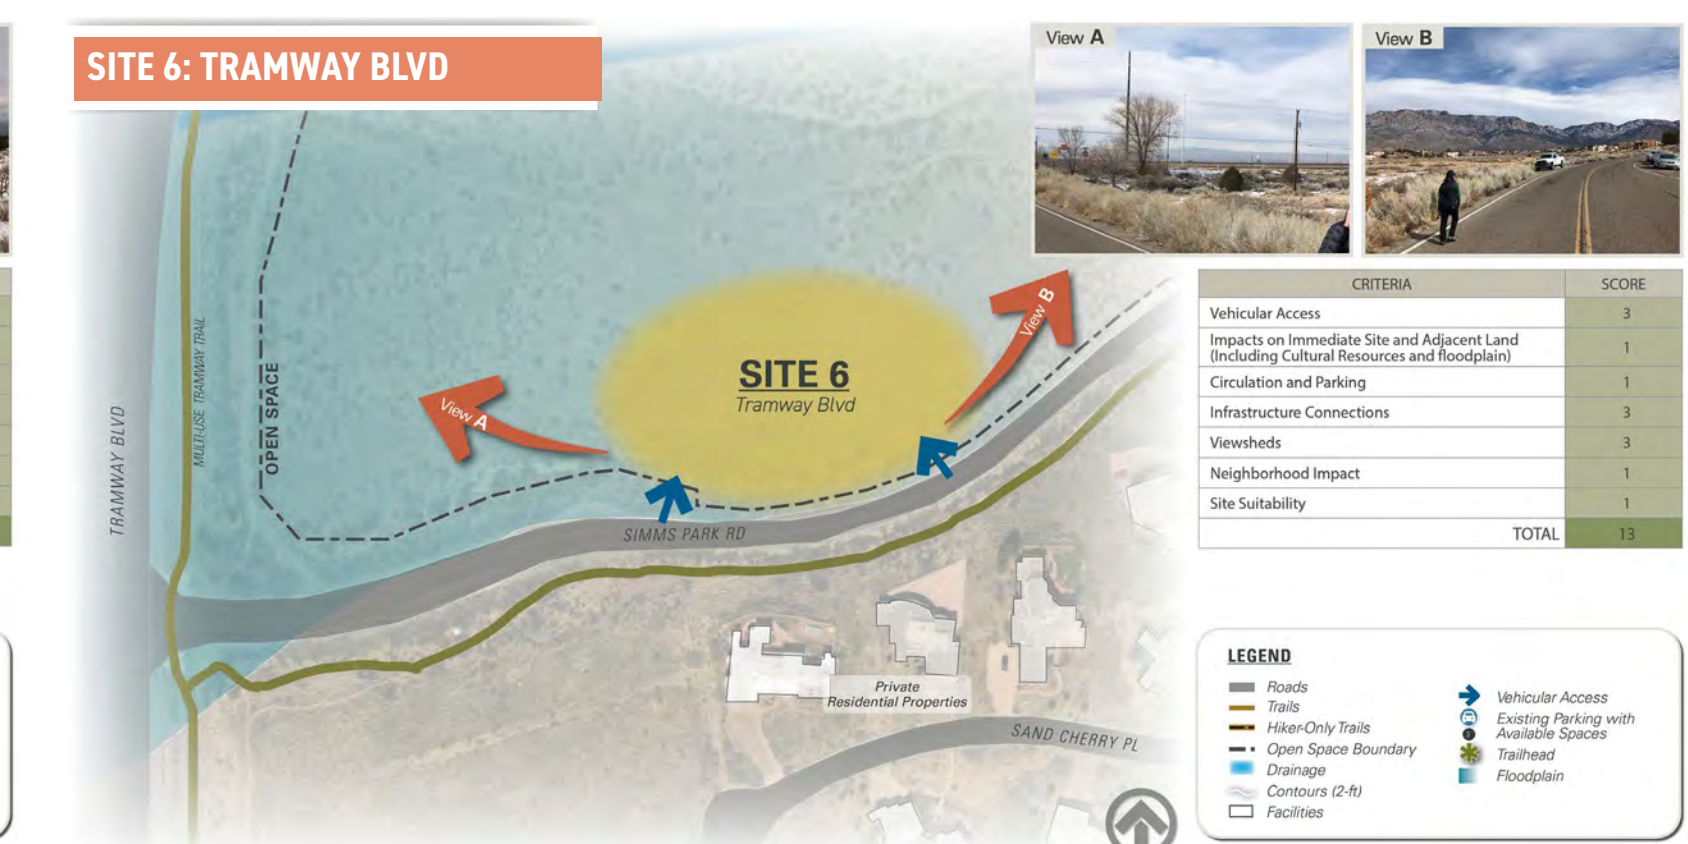 SITE 6: TRAMWAY BLVD
View A
View B
TRAMWAY BLVD
MULTI-USE TRAMWAY TRAIL
OPEN SPACE
View A
View B
SITE 6
Tramway Blvd
SIMMS PARK RD
Private
Residential Properties
SAND CHERRY PL
CRITERIA SCORE
Vehicular Access 3
Impacts on Immediate Site and Adjacent Land
(Including Cultural Resources and floodplain) 1
Circulation and Parking 1
Infrastructure Connections 3
Viewsheds 3
Neighborhood Impact 1
Site Suitability 1
TOTAL 13
LEGEND
Roads
Trails
Hiker-Only Trails
Open Space Boundary
Drainage
Contours (2-ft)
Facilities
Vehicular Access
Existing Parking with
Available Spaces
Trailhead
Floodplain